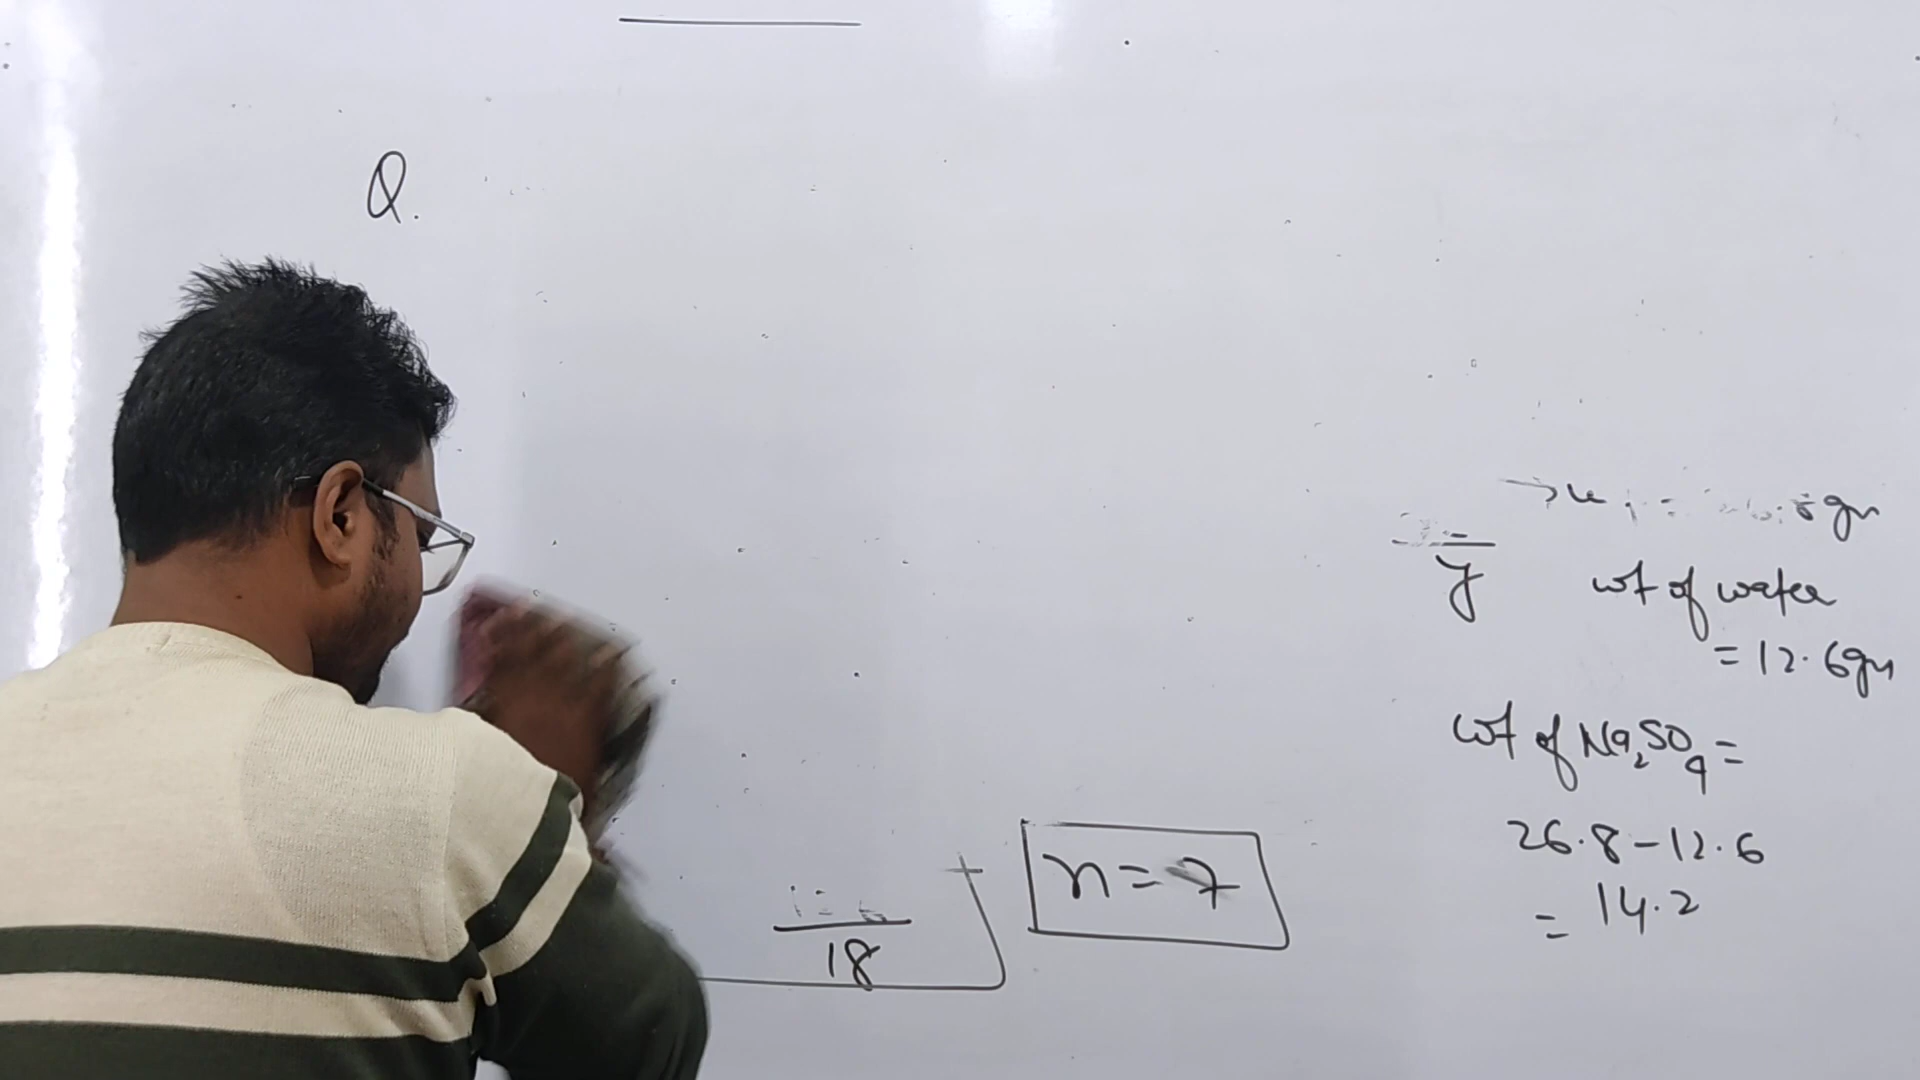 Q.
wt of water
= 12.6gm
wt of Na₂SO₄ =
26.8 - 12.6
= 14.2
n = 7
18